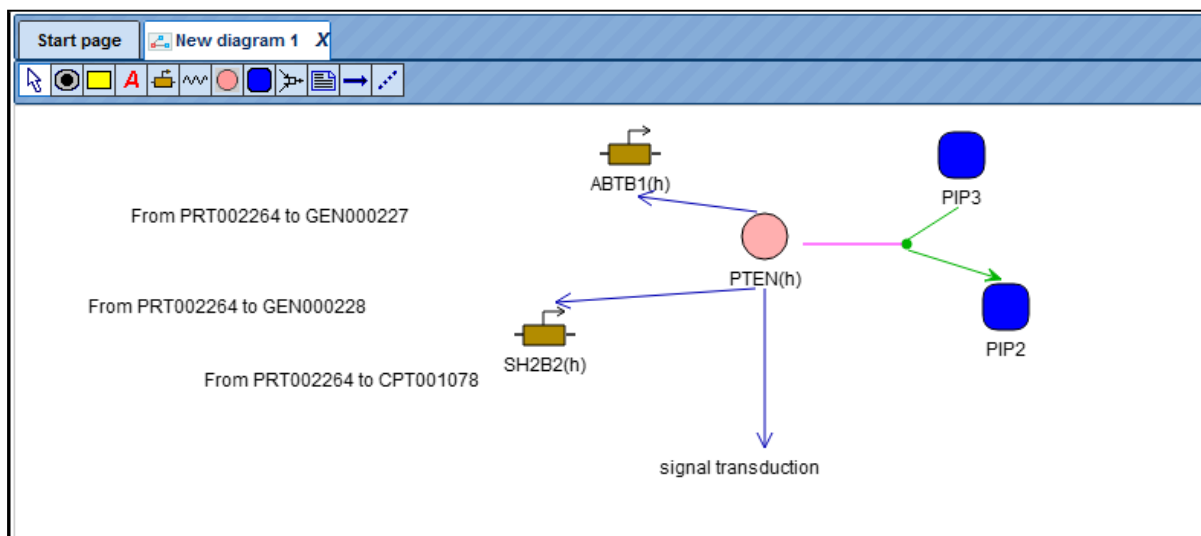 Start page
New diagram 1 X
A
ABTB1(h)
PIP3
From PRT002264 to GEN000227
PTEN(h)
From PRT002264 to GEN000228
PIP2
SH2B2(h)
From PRT002264 to CPT001078
signal transduction